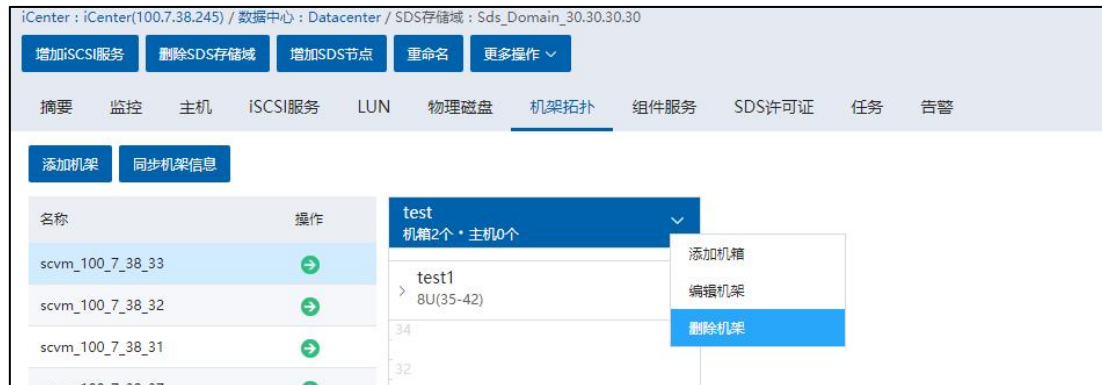 iCenter：iCenter(100.7.38.245) / 数据中心：Datacenter / SDS存储域：Sds_Domain_30.30.30.30
增加iSCSI服务 删除SDS存储域 增加SDS节点 重命名 更多操作
摘要 监控 主机 iSCSI服务 LUN 物理磁盘 机架拓扑 组件服务 SDS许可证 任务 告警
添加机架 同步机架信息
名称 操作
scvm_100_7_38_33
scvm_100_7_38_32
scvm_100_7_38_31
test
机箱2个・主机0个
test1
8U(35-42)
34
32
添加机箱
编辑机架
删除机架